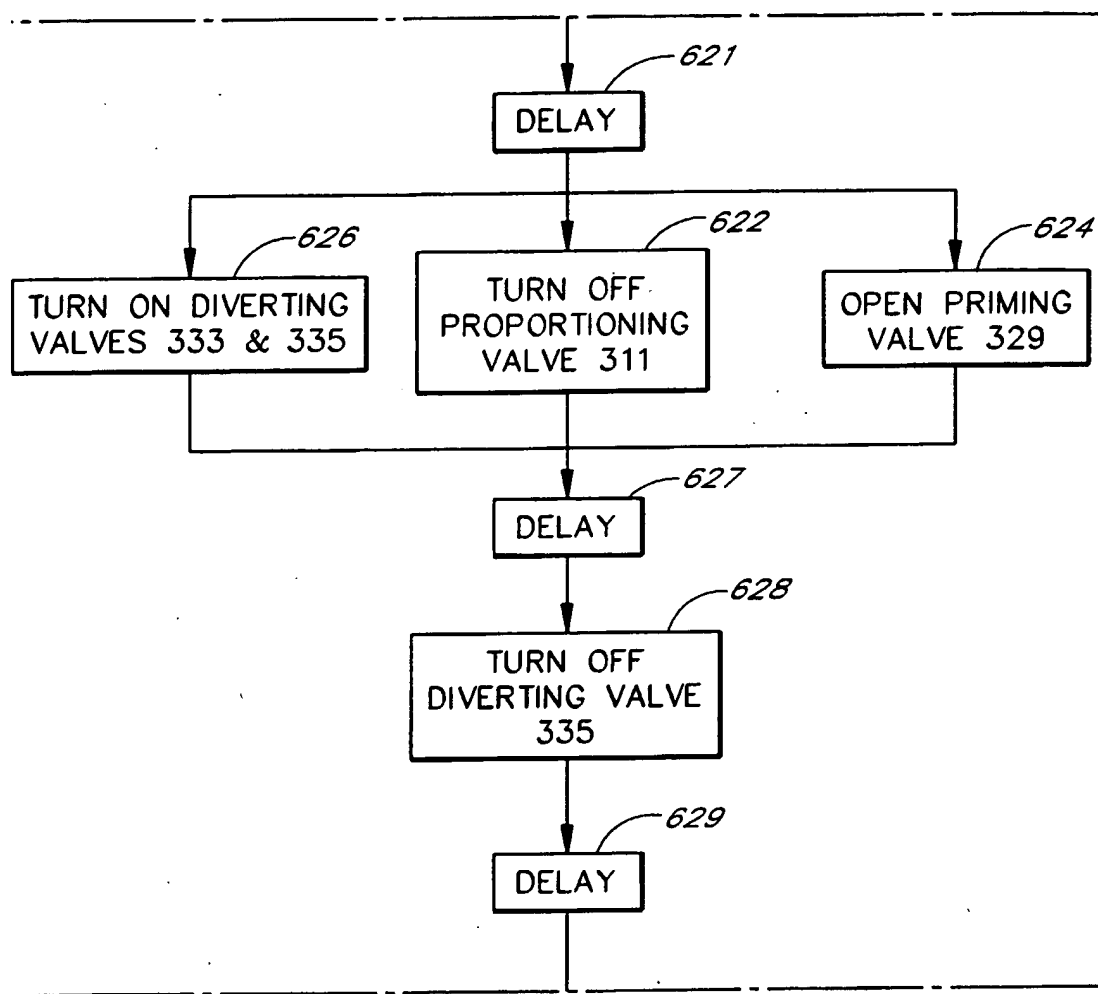 621
DELAY
626
TURN ON DIVERTING
VALVES 333 & 335
622
TURN OFF
PROPORTIONING
VALVE 311
624
OPEN PRIMING
VALVE 329
627
DELAY
628
TURN OFF
DIVERTING VALVE
335
629
DELAY